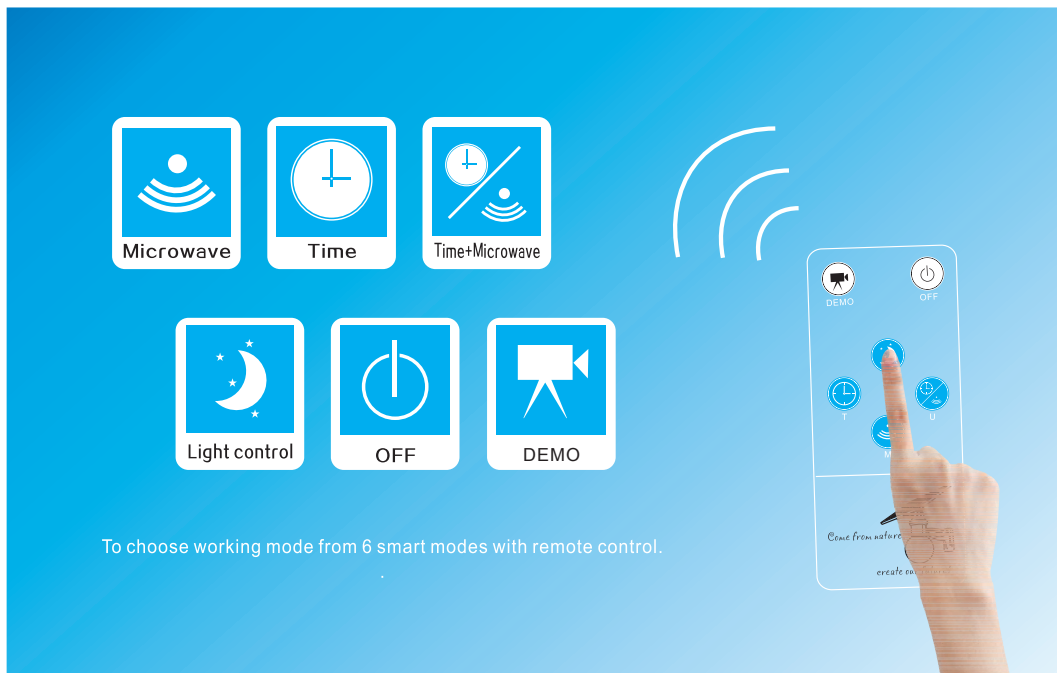 Microwave
Time
Time+Microwave
Light control
OFF
DEMO
To choose working mode from 6 smart modes with remote control.
.
DEMO
OFF
T
U
M
Come from nature
create